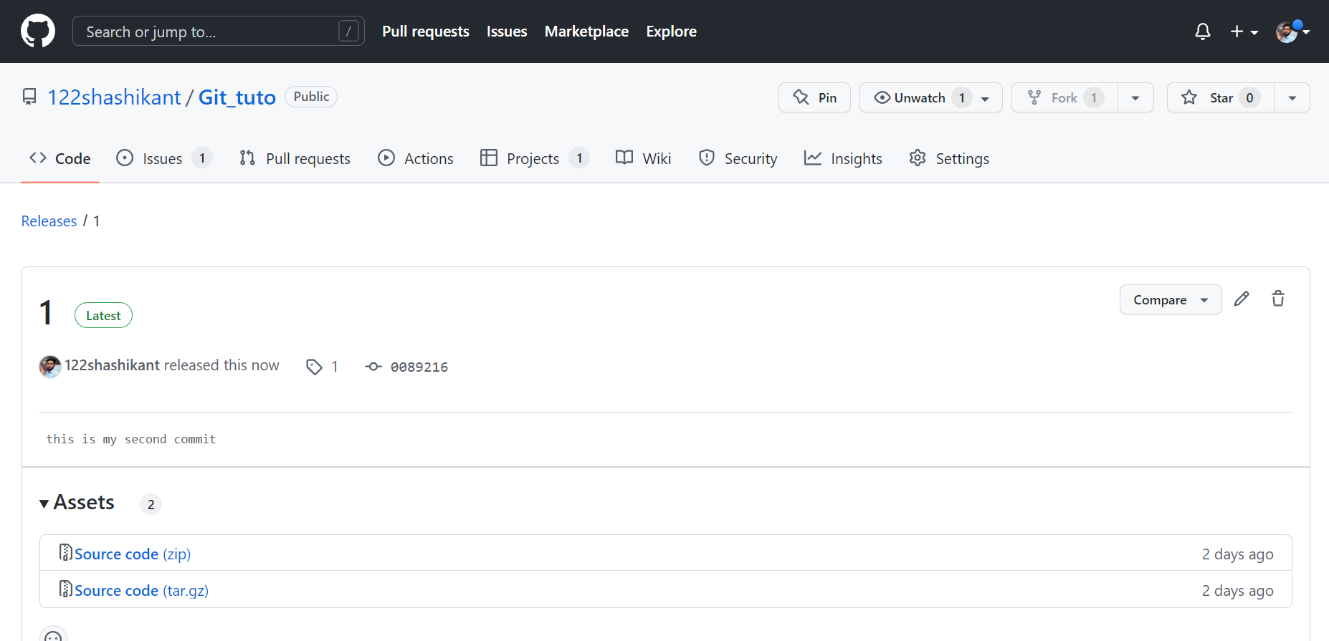 Search or jump to... / Pull requests Issues Marketplace Explore
122shashikant / Git_tuto Public Pin Unwatch 1 Fork 1 Star 0
Code Issues 1 Pull requests Actions Projects 1 Wiki Security Insights Settings
Releases / 1
1 Latest Compare
122shashikant released this now 1 0089216
this is my second commit
Assets 2
Source code (zip) 2 days ago
Source code (tar.gz) 2 days ago